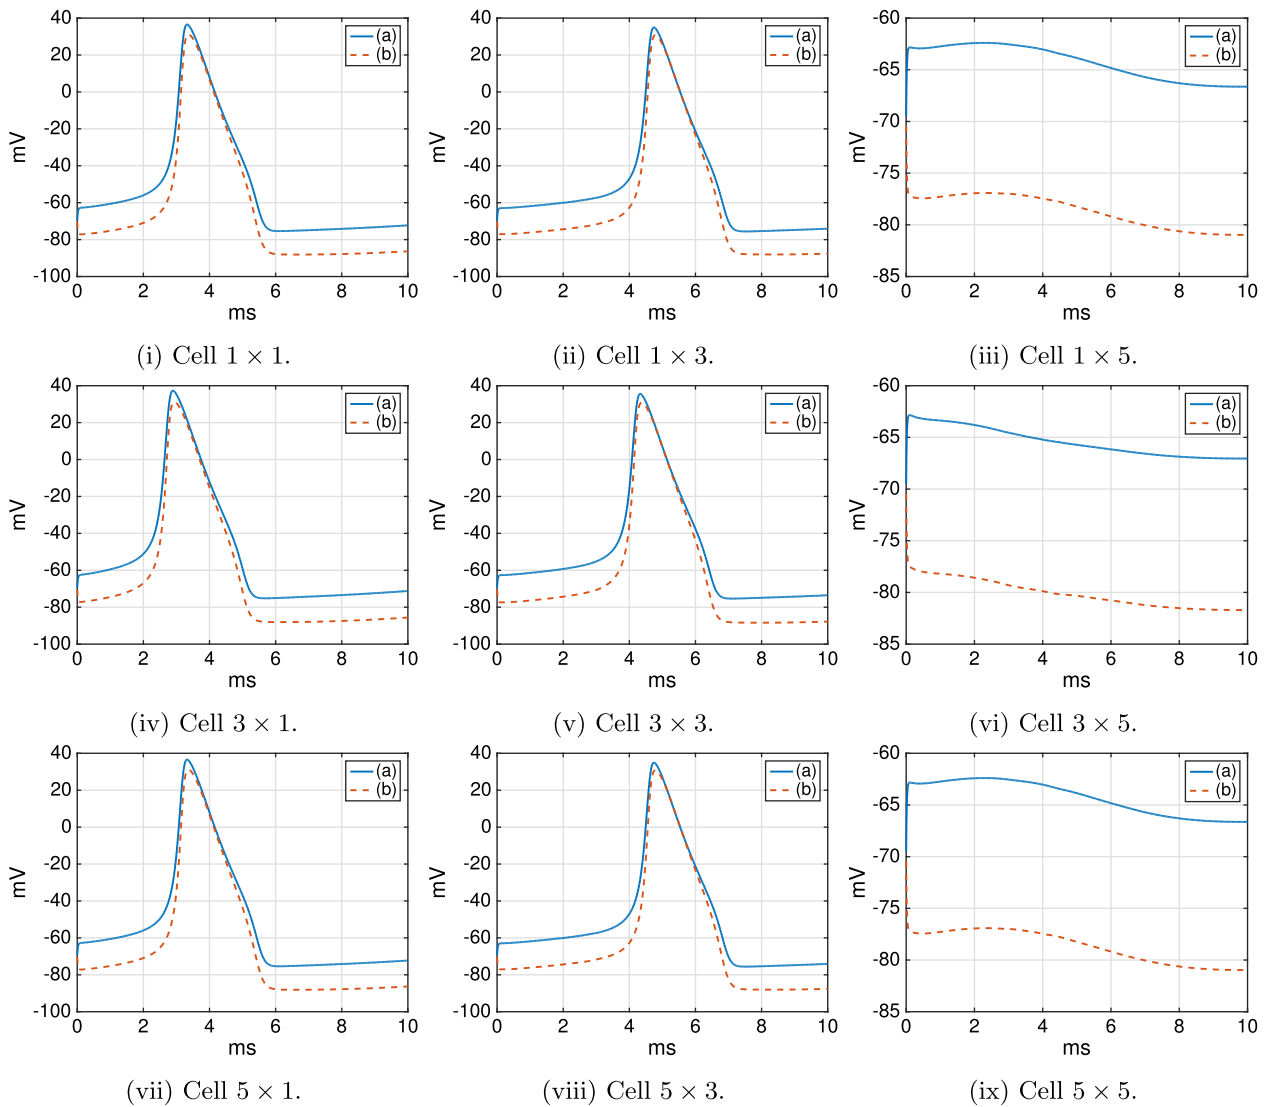 40
20
0
-20
-40
-60
-80
-100
mV
0 2 4 6 8 10
ms
(a)
(b)
(i) Cell 1 × 1.
40
20
0
-20
-40
-60
-80
-100
mV
0 2 4 6 8 10
ms
(a)
(b)
(ii) Cell 1 × 3.
-60
-65
-70
-75
-80
-85
mV
0 2 4 6 8 10
ms
(a)
(b)
(iii) Cell 1 × 5.
40
20
0
-20
-40
-60
-80
-100
mV
0 2 4 6 8 10
ms
(a)
(b)
(iv) Cell 3 × 1.
40
20
0
-20
-40
-60
-80
-100
mV
0 2 4 6 8 10
ms
(a)
(b)
(v) Cell 3 × 3.
-60
-65
-70
-75
-80
-85
mV
0 2 4 6 8 10
ms
(a)
(b)
(vi) Cell 3 × 5.
40
20
0
-20
-40
-60
-80
-100
mV
0 2 4 6 8 10
ms
(a)
(b)
(vii) Cell 5 × 1.
40
20
0
-20
-40
-60
-80
-100
mV
0 2 4 6 8 10
ms
(a)
(b)
(viii) Cell 5 × 3.
-60
-65
-70
-75
-80
-85
mV
0 2 4 6 8 10
ms
(a)
(b)
(ix) Cell 5 × 5.